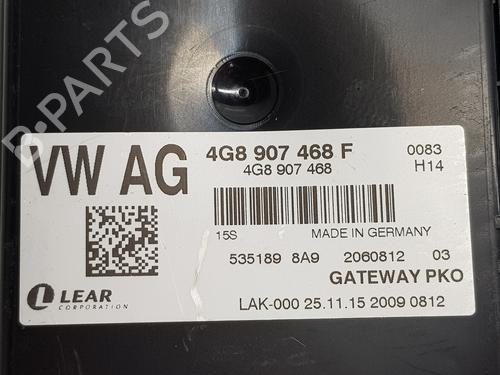 B-PARTS
VW AG
4G8 907 468 F
4G8 907 468
0083
H14
15S MADE IN GERMANY
535189 8A9 2060812 03
GATEWAY PKO
LEAR
CORPORATION
LAK-000 25.11.15 2009 0812